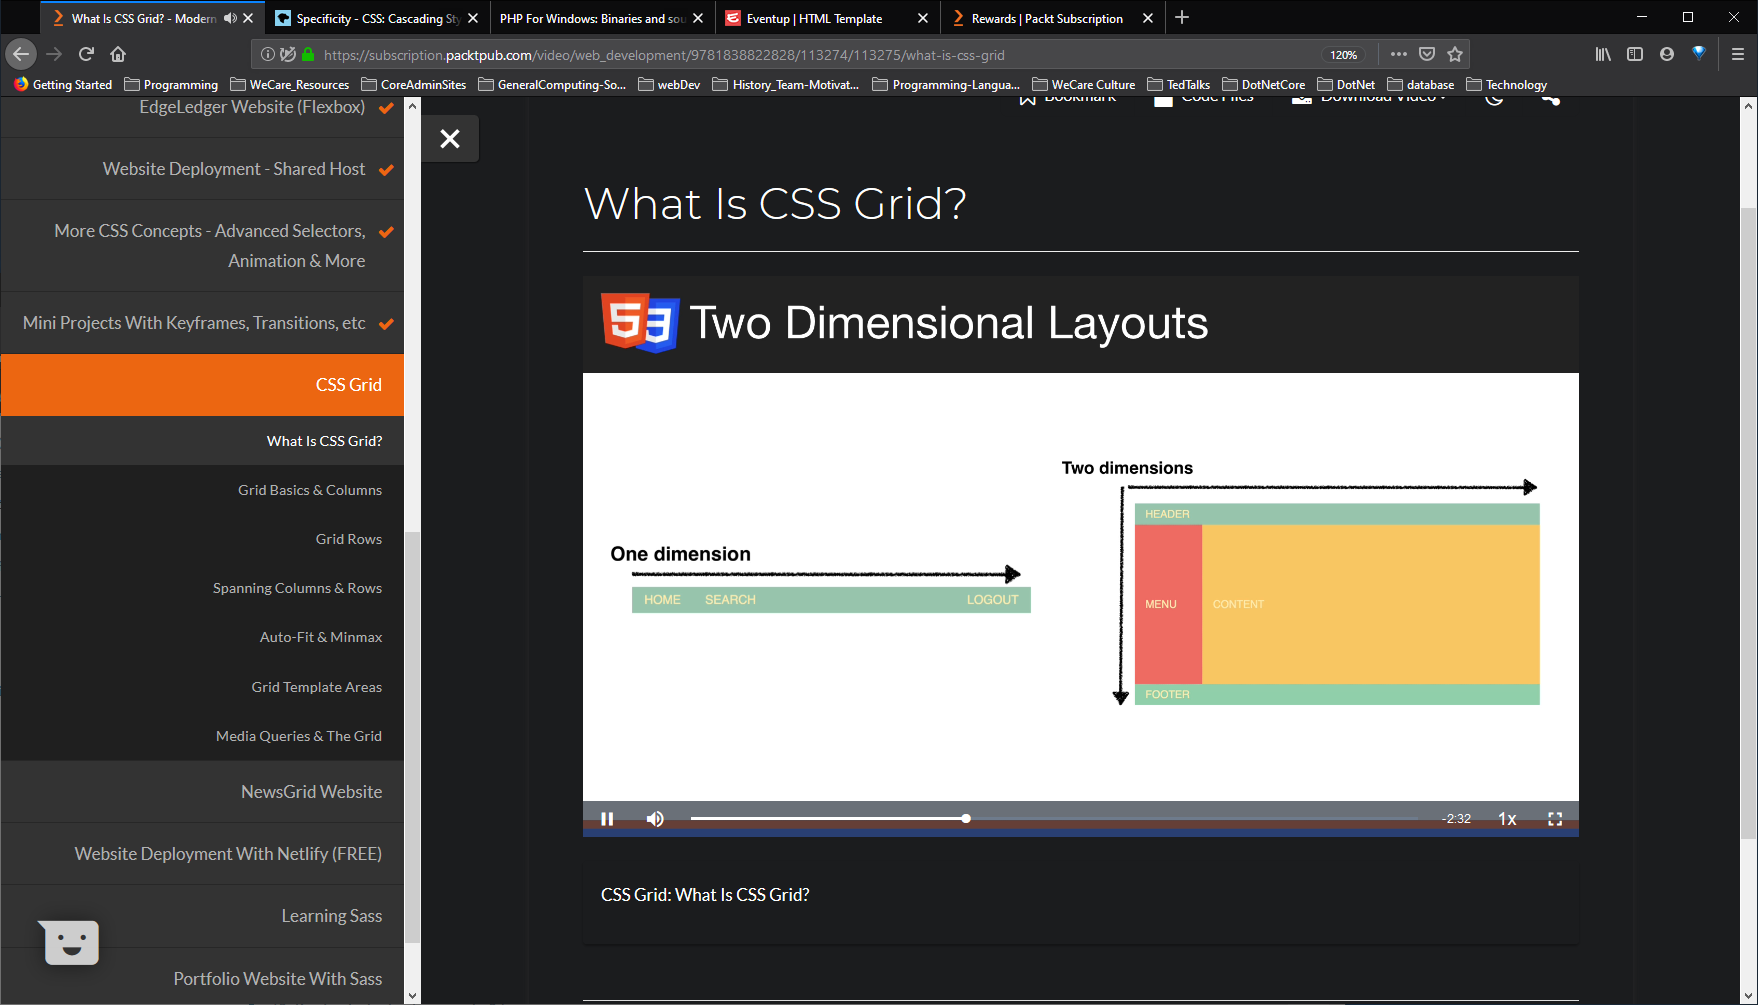 What Is CSS Grid? - Modern
Specificity - CSS: Cascading Sty
PHP For Windows: Binaries and sou
Eventup | HTML Template
Rewards | Packt Subscription
https://subscription.packtpub.com/video/web_development/9781838822828/113274/113275/what-is-css-grid
120%
Getting Started
Programming
WeCare_Resources
CoreAdminSites
GeneralComputing-So...
webDev
History_Team-Motivat...
Programming-Langua...
WeCare Culture
TedTalks
DotNetCore
DotNet
database
Technology
EdgeLedger Website (Flexbox)
Website Deployment - Shared Host
More CSS Concepts - Advanced Selectors,
Animation & More
Mini Projects With Keyframes, Transitions, etc
CSS Grid
What Is CSS Grid?
Grid Basics & Columns
Grid Rows
Spanning Columns & Rows
Auto-Fit & Minmax
Grid Template Areas
Media Queries & The Grid
NewsGrid Website
Website Deployment With Netlify (FREE)
Learning Sass
Portfolio Website With Sass
Bookmark
Code Files
Download Video
What Is CSS Grid?
5 3 Two Dimensional Layouts
One dimension
HOME SEARCH LOGOUT
Two dimensions
HEADER
MENU
CONTENT
FOOTER
-2:32
1x
CSS Grid: What Is CSS Grid?